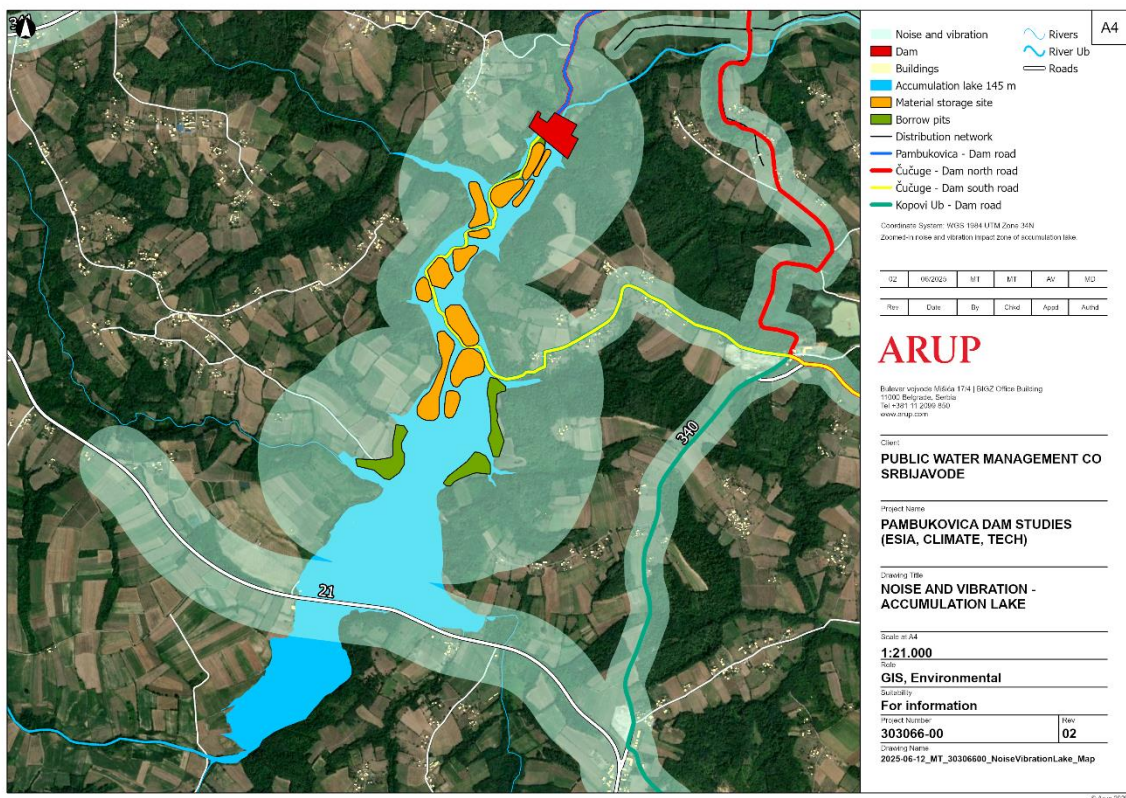 A4
Noise and vibration
Dam
Buildings
Accumulation lake 145 m
Material storage site
Borrow pits
Distribution network
Pambukovica - Dam road
Čučuge - Dam north road
Čučuge - Dam south road
Kopovi Ub - Dam road
Rivers
River Ub
Roads
Coordinate System: WGS 1984 UTM Zone 34N
Zoomed-in noise and vibration impact zone of accumulation lake.
02 06/2025 MT MT AV MD
Rev Date By Chkd Appd Authd
ARUP
Bulevar vojvode Mišića 17/4 | BIGZ Office Building
11000 Belgrade, Serbia
Tel +381 11 2099 850
www.arup.com
Client
PUBLIC WATER MANAGEMENT CO
SRBIJAVODE
Project Name
PAMBUKOVICA DAM STUDIES
(ESIA, CLIMATE, TECH)
Drawing Title
NOISE AND VIBRATION -
ACCUMULATION LAKE
Scale at A4
1:21.000
Role
GIS, Environmental
Suitability
For information
Project Number
303066-00
Rev
02
Drawing Name
2025-06-12_MT_30306600_NoiseVibrationLake_Map
340
21